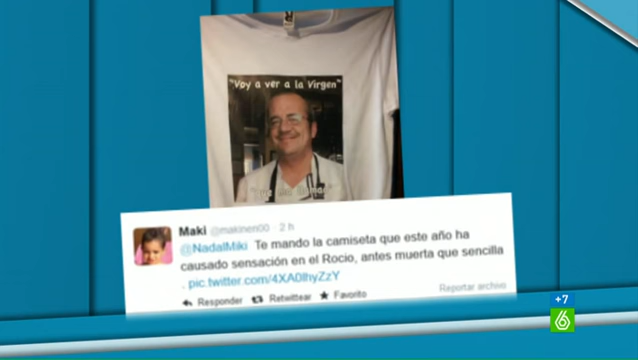 "Voy a ver a la Virgen"
Maki @makinen00 · 2 h
@NadalMiki Te mando la camiseta que este año ha
causado sensación en el Rocio, antes muerta que sencilla
. pic.twitter.com/4XA0lhyZzY
Responder Retwittear Favorito
Reportar archivo
+7
6